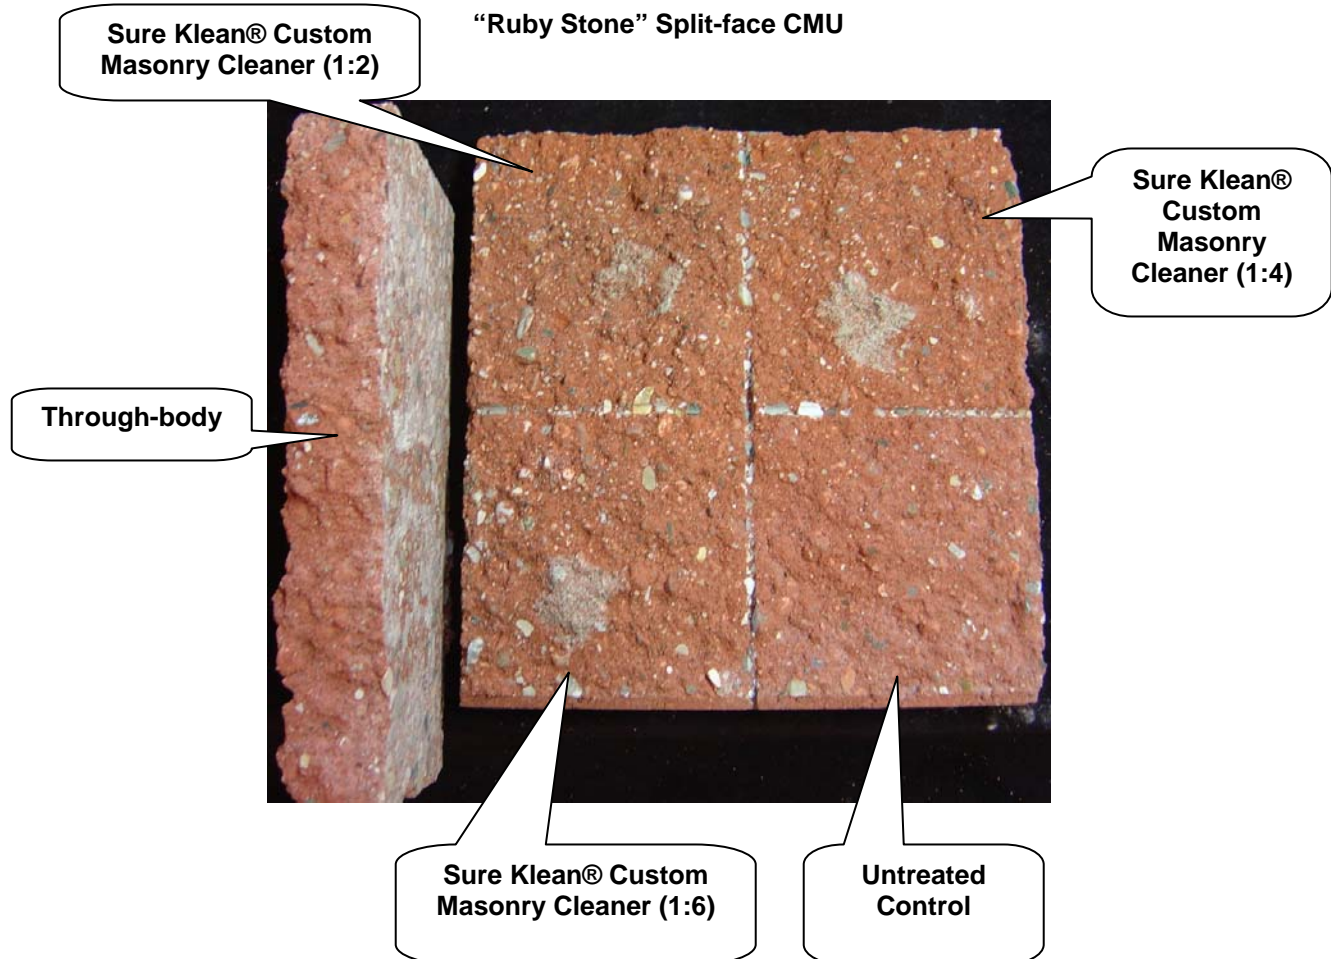 “Ruby Stone” Split-face CMU
Sure Klean® Custom
Masonry Cleaner (1:2)
Sure Klean®
Custom
Masonry
Cleaner (1:4)
Through-body
Sure Klean® Custom
Masonry Cleaner (1:6)
Untreated
Control